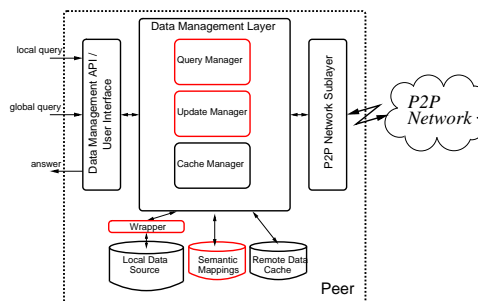 Data Management Layer
local query
global query
answer
Data Management API /
User Interface
Query Manager
Update Manager
Cache Manager
P2P Network Sublayer
P2P
Network
Wrapper
Local Data
Source
Semantic
Mappings
Remote Data
Cache
Peer